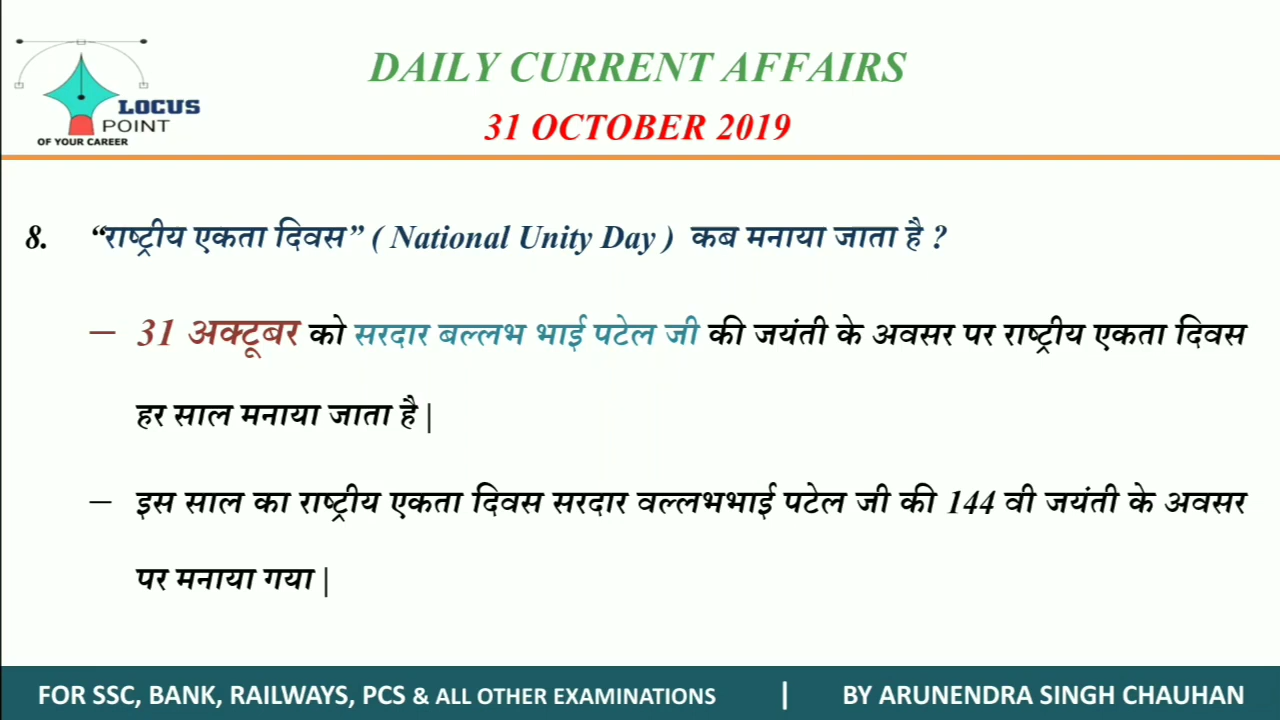 LOCUS
POINT
OF YOUR CAREER
DAILY CURRENT AFFAIRS
31 OCTOBER 2019
8. “राष्ट्रीय एकता दिवस” ( National Unity Day ) कब मनाया जाता है ?
– 31 अक्टूबर को सरदार बल्लभ भाई पटेल जी की जयंती के अवसर पर राष्ट्रीय एकता दिवस
हर साल मनाया जाता है |
– इस साल का राष्ट्रीय एकता दिवस सरदार वल्लभभाई पटेल जी की 144 वी जयंती के अवसर
पर मनाया गया |
FOR SSC, BANK, RAILWAYS, PCS & ALL OTHER EXAMINATIONS | BY ARUNENDRA SINGH CHAUHAN